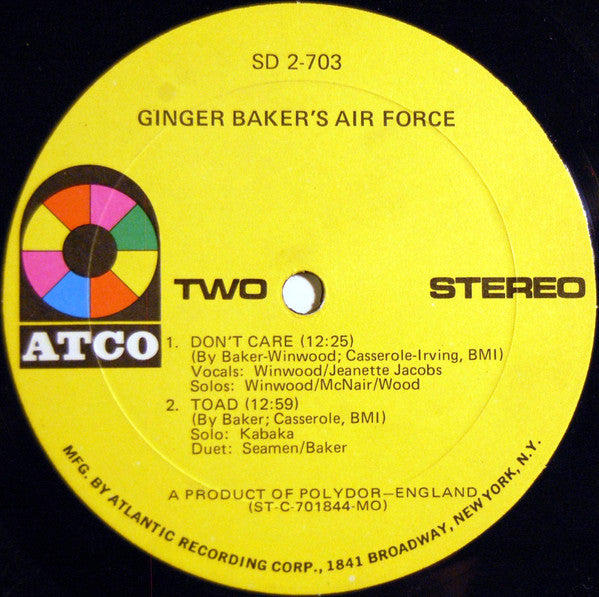 SD 2-703
GINGER BAKER'S AIR FORCE
ATCO
TWO
STEREO
1. DON'T CARE (12:25)
(By Baker-Winwood; Casserole-Irving, BMI)
Vocals: Winwood/Jeanette Jacobs
Solos: Winwood/McNair/Wood
2. TOAD (12:59)
(By Baker; Casserole, BMI)
Solo: Kabaka
Duet: Seamen/Baker
A PRODUCT OF POLYDOR—ENGLAND
(ST-C-701844-MO)
MFG. BY ATLANTIC RECORDING CORP., 1841 BROADWAY, NEW YORK, N.Y.